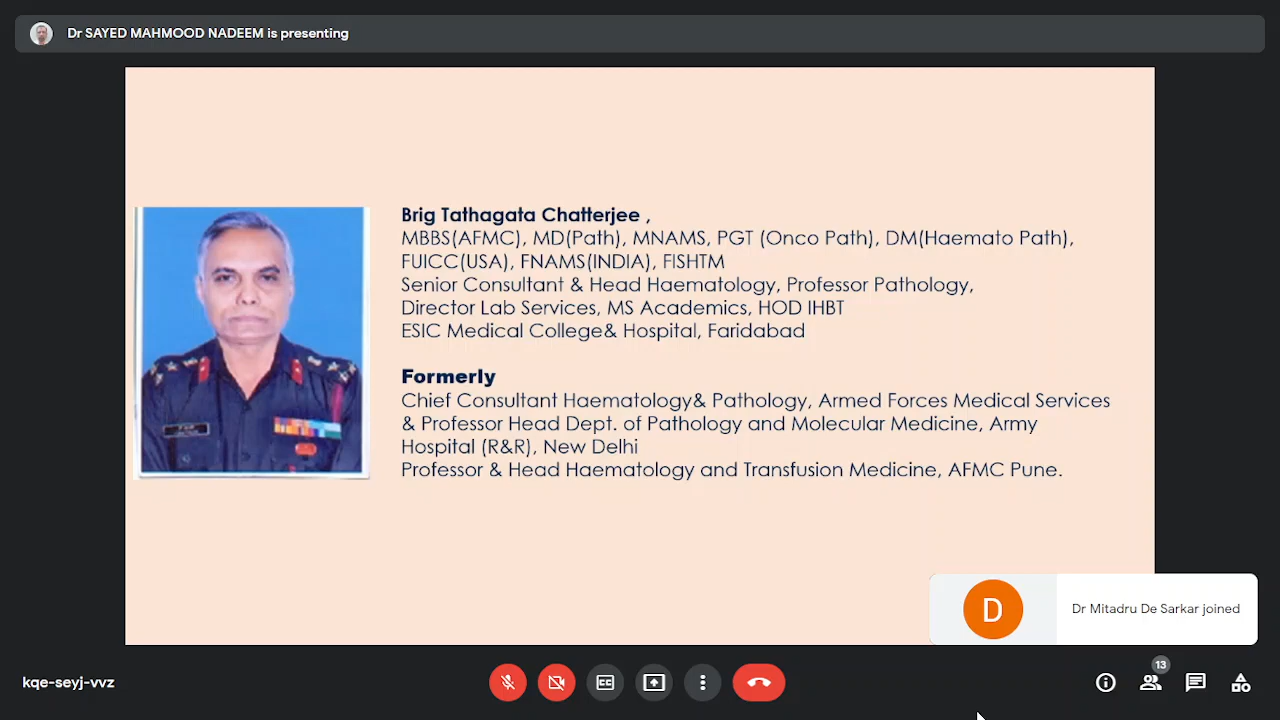 Dr SAYED MAHMOOD NADEEM is presenting
Brig Tathagata Chatterjee ,
MBBS(AFMC), MD(Path), MNAMS, PGT (Onco Path), DM(Haemato Path),
FUICC(USA), FNAMS(INDIA), FISHTM
Senior Consultant & Head Haematology, Professor Pathology,
Director Lab Services, MS Academics, HOD IHBT
ESIC Medical College& Hospital, Faridabad
Formerly
Chief Consultant Haematology& Pathology, Armed Forces Medical Services
& Professor Head Dept. of Pathology and Molecular Medicine, Army
Hospital (R&R), New Delhi
Professor & Head Haematology and Transfusion Medicine, AFMC Pune.
D
Dr Mitadru De Sarkar joined
kqe-seyj-vvz
CC
13